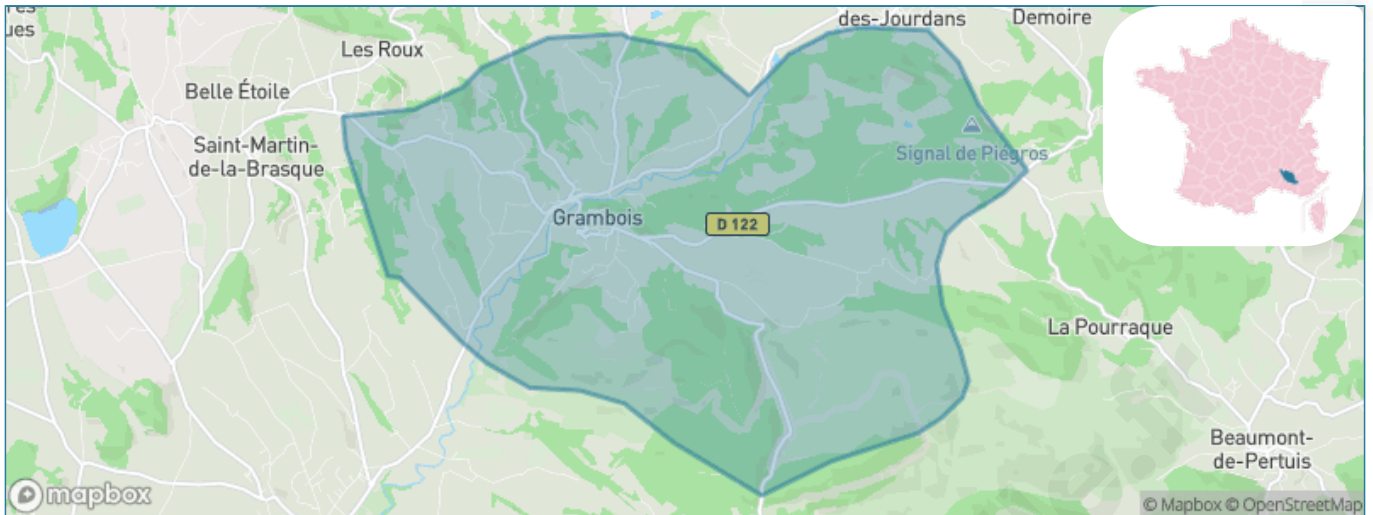 des-Jourdans
Demoire
ues
Les Roux
Belle Étoile
Saint-Martin-
de-la-Brasque
Signal de Piégros
Grambois
D 122
La Pourraque
Beaumont-
de-Pertuis
mapbox
© Mapbox © OpenStreetMap